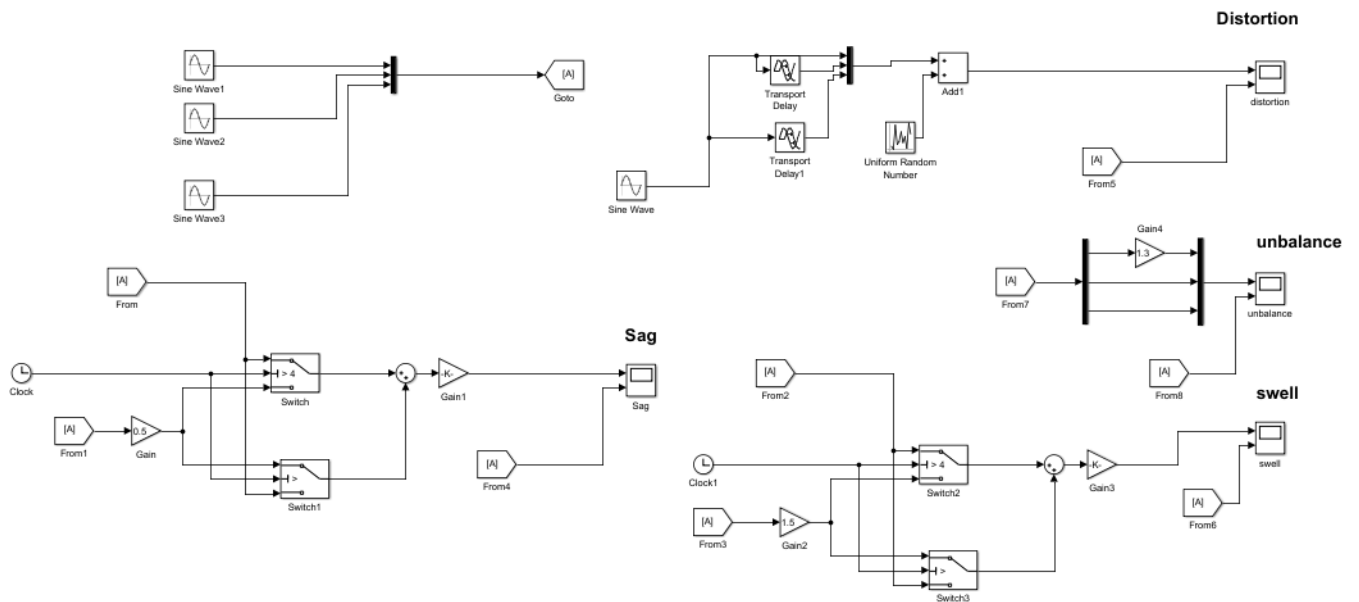 Distortion
Sine Wave1
[A]
Goto
Sine Wave2
Sine Wave3
Transport
Delay
Add1
distortion
Transport
Delay1
Uniform Random
Number
[A]
From5
Sine Wave
unbalance
Gain4
1.3
[A]
From7
unbalance
[A]
From8
[A]
From
Sag
Clock
> 4
Switch
-K-
Gain1
Sag
[A]
From1
0.5
Gain
>
Switch1
[A]
From4
swell
[A]
From2
Clock1
> 4
Switch2
-K-
Gain3
swell
[A]
From6
[A]
From3
1.5
Gain2
>
Switch3